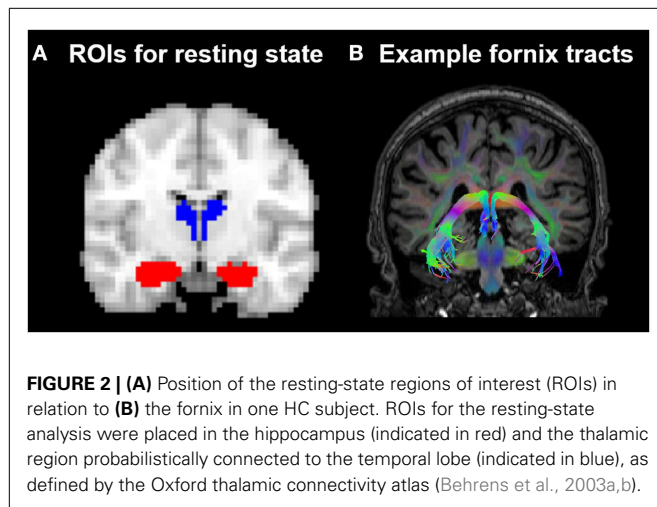 A ROIs for resting state
B Example fornix tracts
FIGURE 2 | (A) Position of the resting-state regions of interest (ROIs) in
relation to (B) the fornix in one HC subject. ROIs for the resting-state
analysis were placed in the hippocampus (indicated in red) and the thalamic
region probabilistically connected to the temporal lobe (indicated in blue), as
defined by the Oxford thalamic connectivity atlas (Behrens et al., 2003a,b).